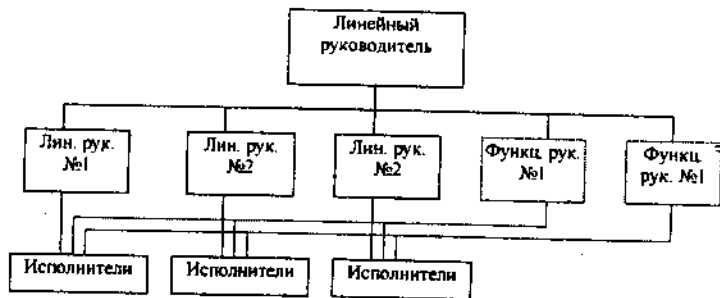 Линейный
руководитель
Лин. рук.
№1
Лин. рук.
№2
Лин. рук.
№2
Функц. рук.
№1
Функц.
рук. №1
Исполнители
Исполнители
Исполнители